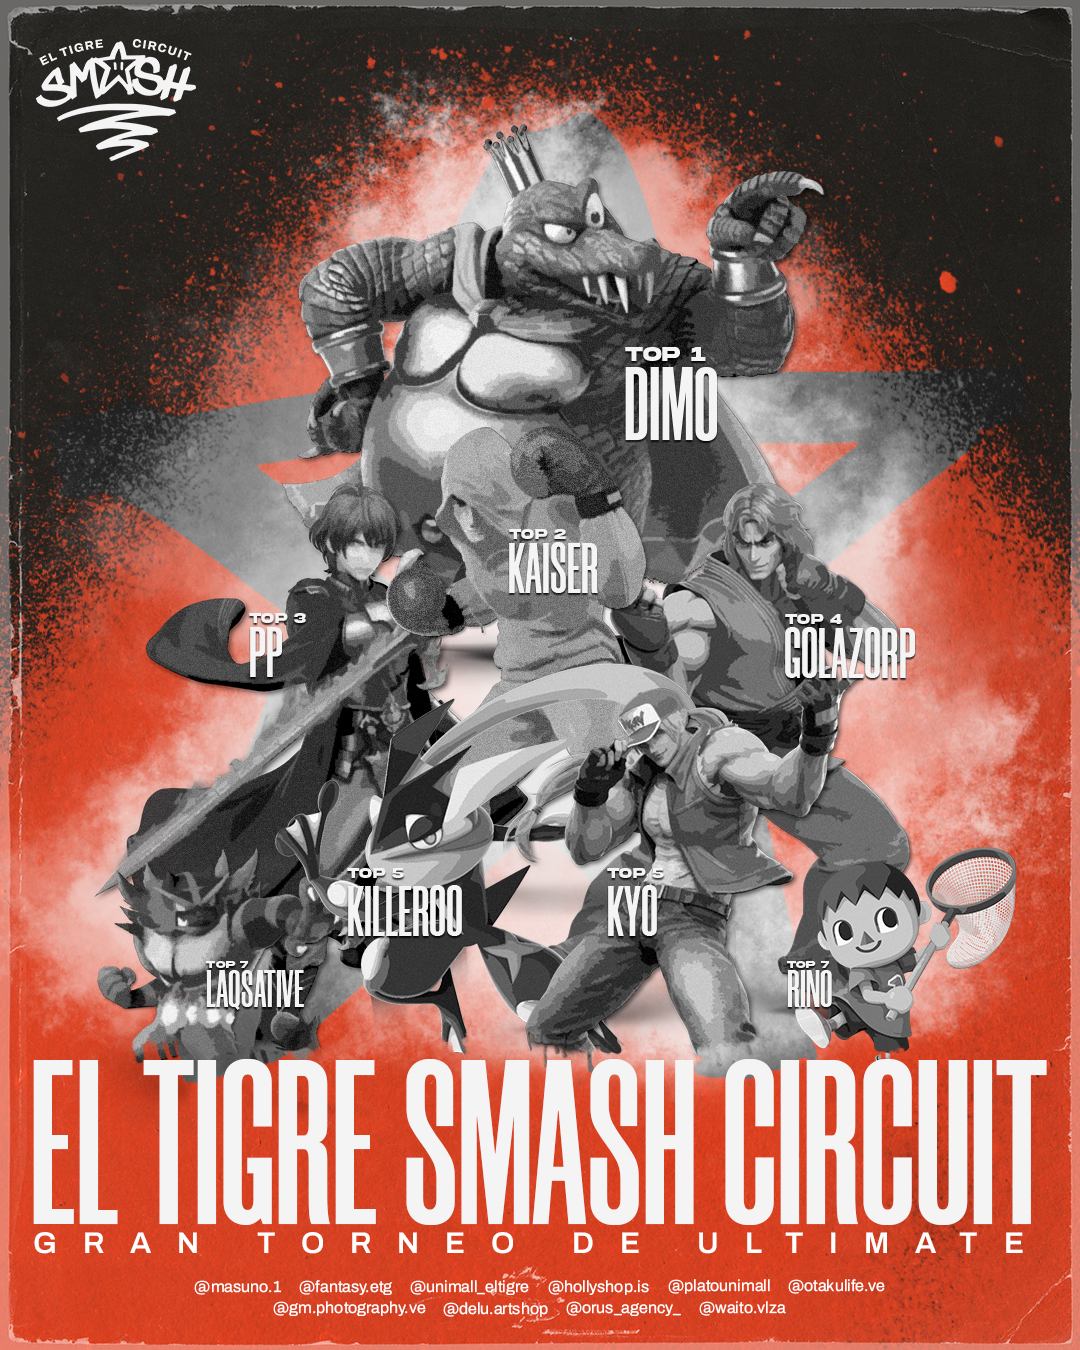 EL TIGRE CIRCUIT
SMASH
TOP 1
DIMO
TOP 2
KAISER
TOP 3
PP
TOP 4
GOLAZORP
TOP 5
KILLEROO
TOP 5
KYO
TOP 7
LAQSATIVE
TOP 7
RINO
EL TIGRE SMASH CIRCUIT
GRAN TORNEO DE ULTIMATE
@masuno.1 @fantasy.etg @unimall_eltigre @hollyshop.is @platounimall @otakulife.ve
@gm.photography.ve @delu.artshop @orus_agency_ @waito.vlza